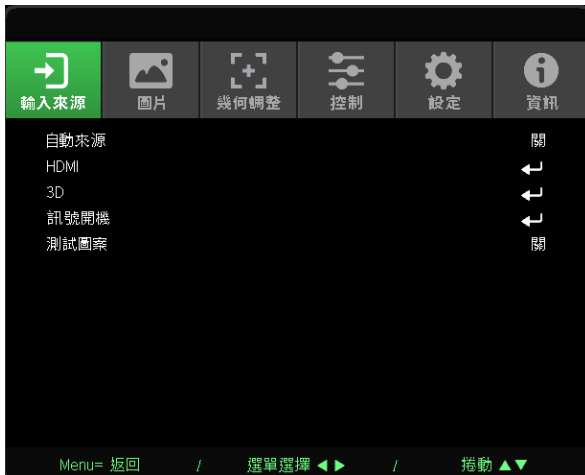 輸入來源 圖片 幾何調整 控制 設定 資訊
自動來源 關
HDMI
3D
訊號開機
測試圖案 關
Menu= 返回 / 選單選擇 ◀ ▶ / 捲動 ▲▼